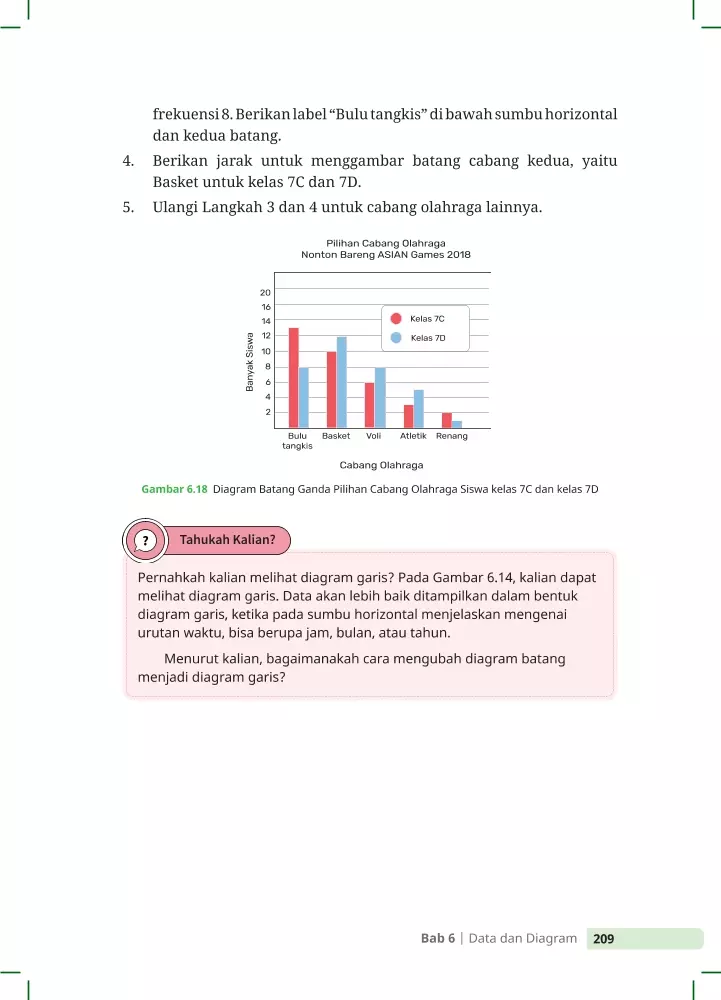 frekuensi 8. Berikan label “Bulu tangkis” di bawah sumbu horizontal
dan kedua batang.
4. Berikan jarak untuk menggambar batang cabang kedua, yaitu
Basket untuk kelas 7C dan 7D.
5. Ulangi Langkah 3 dan 4 untuk cabang olahraga lainnya.
Pilihan Cabang Olahraga
Nonton Bareng ASIAN Games 2018
Banyak Siswa
20
16
14
12
10
8
6
4
2
Kelas 7C
Kelas 7D
Bulu tangkis
Basket
Voli
Atletik
Renang
Cabang Olahraga
Gambar 6.18 Diagram Batang Ganda Pilihan Cabang Olahraga Siswa kelas 7C dan kelas 7D
? Tahukah Kalian?
Pernahkah kalian melihat diagram garis? Pada Gambar 6.14, kalian dapat
melihat diagram garis. Data akan lebih baik ditampilkan dalam bentuk
diagram garis, ketika pada sumbu horizontal menjelaskan mengenai
urutan waktu, bisa berupa jam, bulan, atau tahun.
Menurut kalian, bagaimanakah cara mengubah diagram batang
menjadi diagram garis?
Bab 6 | Data dan Diagram 209